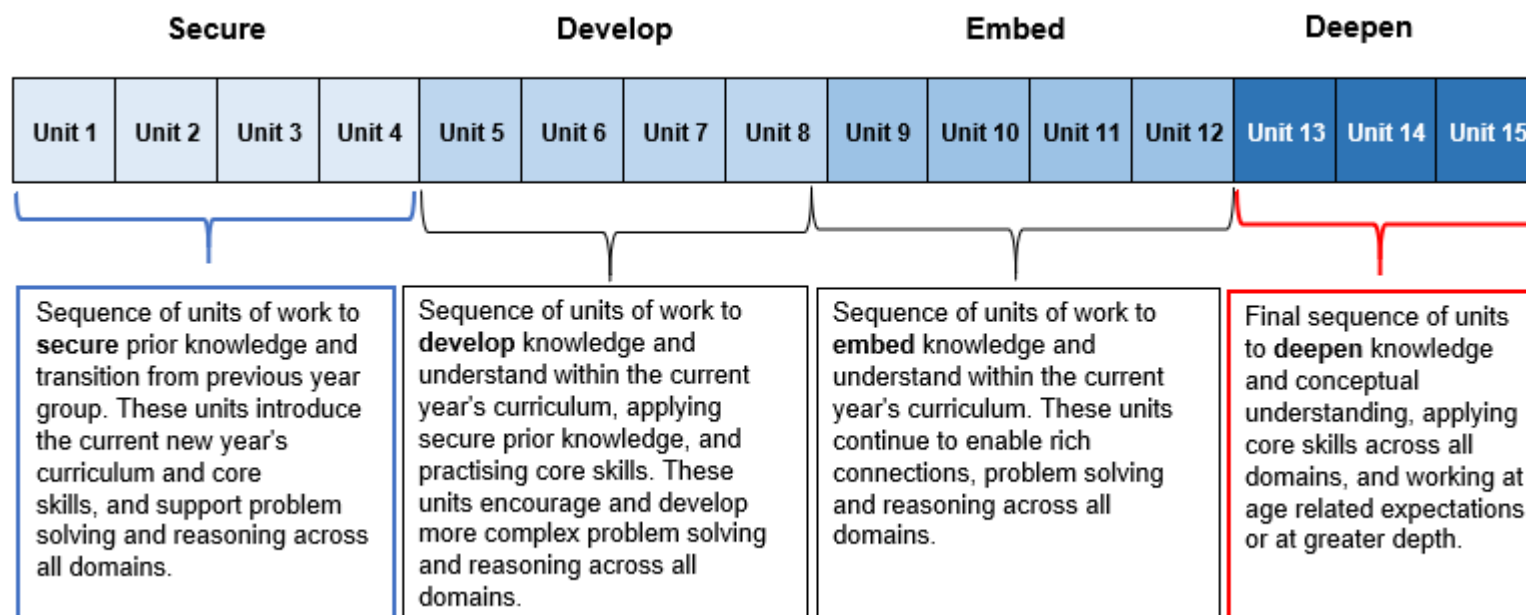 Secure Develop Embed Deepen
Unit 1 Unit 2 Unit 3 Unit 4 Unit 5 Unit 6 Unit 7 Unit 8 Unit 9 Unit 10 Unit 11 Unit 12 Unit 13 Unit 14 Unit 15
Sequence of units of work to
secure prior knowledge and
transition from previous year
group. These units introduce
the current new year's
curriculum and core
skills, and support problem
solving and reasoning across
all domains.
Sequence of units of work to
develop knowledge and
understand within the current
year's curriculum, applying
secure prior knowledge, and
practising core skills. These
units encourage and develop
more complex problem solving
and reasoning across all
domains.
Sequence of units of work to
embed knowledge and
understand within the current
year's curriculum. These units
continue to enable rich
connections, problem solving
and reasoning across all
domains.
Final sequence of units
to deepen knowledge
and conceptual
understanding, applying
core skills across all
domains, and working at
age related expectations
or at greater depth.